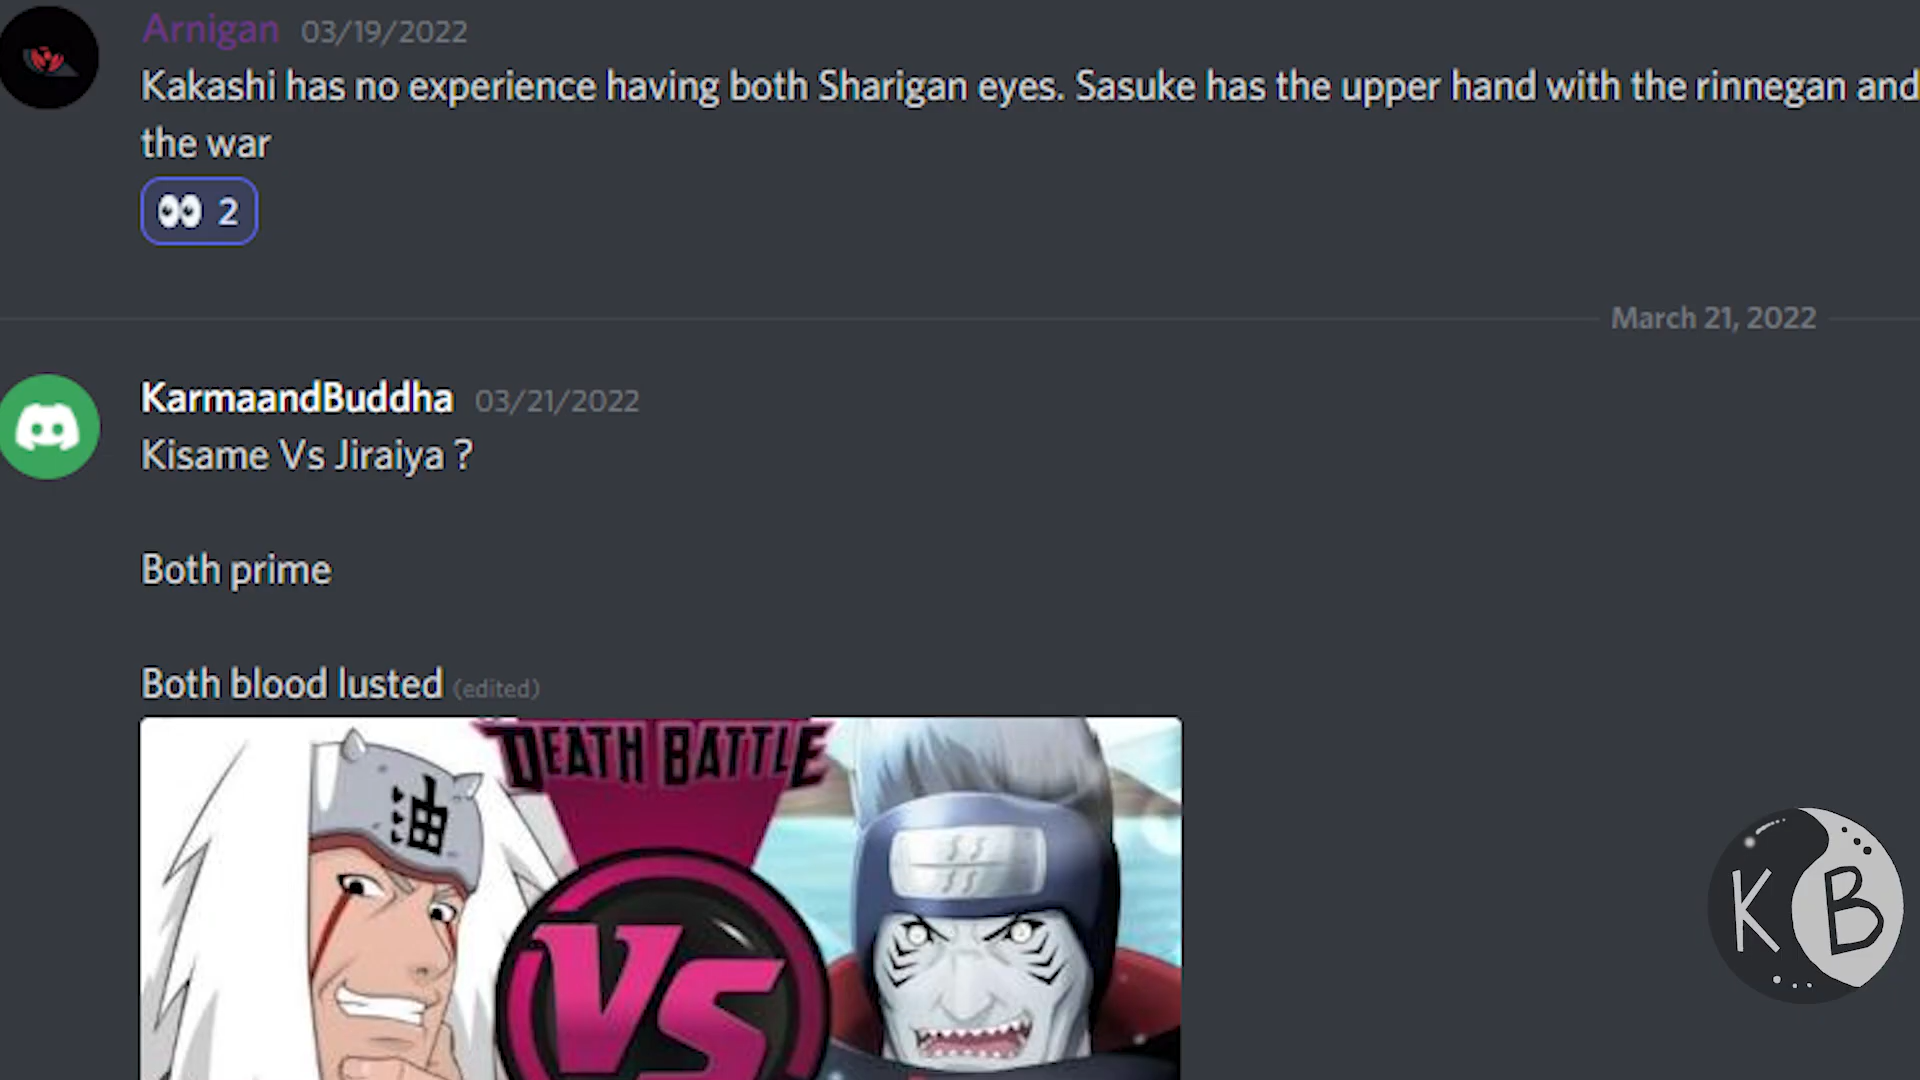 Arnigan 03/19/2022
Kakashi has no experience having both Sharigan eyes. Sasuke has the upper hand with the rinnegan and
the war
2
March 21, 2022
KarmaandBuddha 03/21/2022
Kisame Vs Jiraiya ?
Both prime
Both blood lusted (edited)
DEATH BATTLE
油
VS
K B